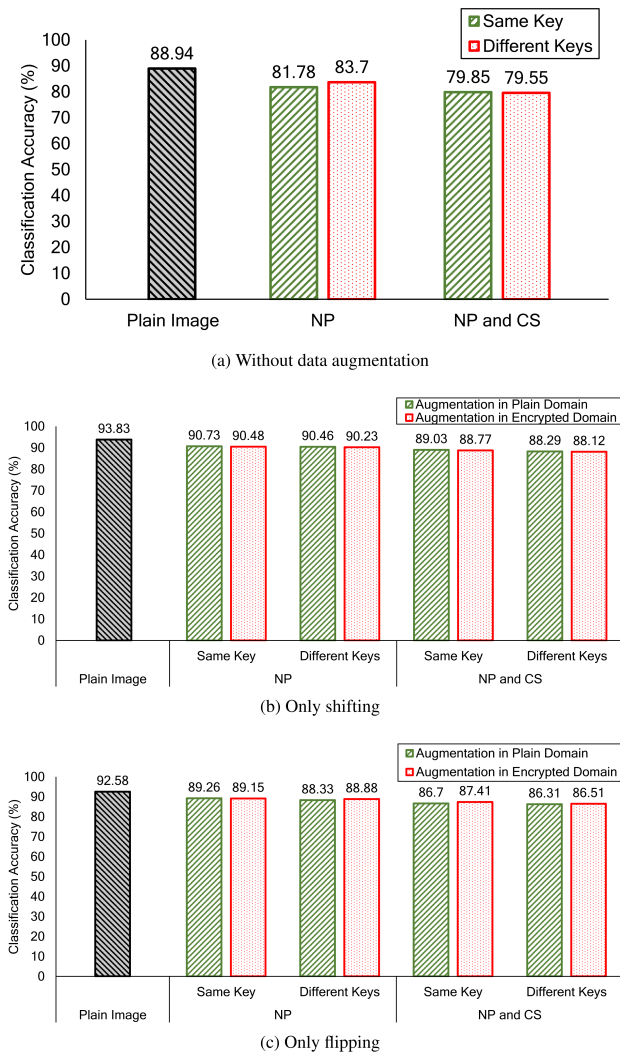 Same Key
Different Keys
Classification Accuracy (%)
100
90
80
70
60
50
40
30
20
10
0
88.94
81.78
83.7
79.85
79.55
Plain Image
NP
NP and CS
(a) Without data augmentation
Augmentation in Plain Domain
Augmentation in Encrypted Domain
Classification Accuracy (%)
100
90
80
70
60
50
40
30
20
10
0
93.83
90.73
90.48
90.46
90.23
89.03
88.77
88.29
88.12
Same Key
Different Keys
Same Key
Different Keys
Plain Image
NP
NP and CS
(b) Only shifting
Augmentation in Plain Domain
Augmentation in Encrypted Domain
Classification Accuracy (%)
100
90
80
70
60
50
40
30
20
10
0
92.58
89.26
89.15
88.33
88.88
86.7
87.41
86.31
86.51
Same Key
Different Keys
Same Key
Different Keys
Plain Image
NP
NP and CS
(c) Only flipping